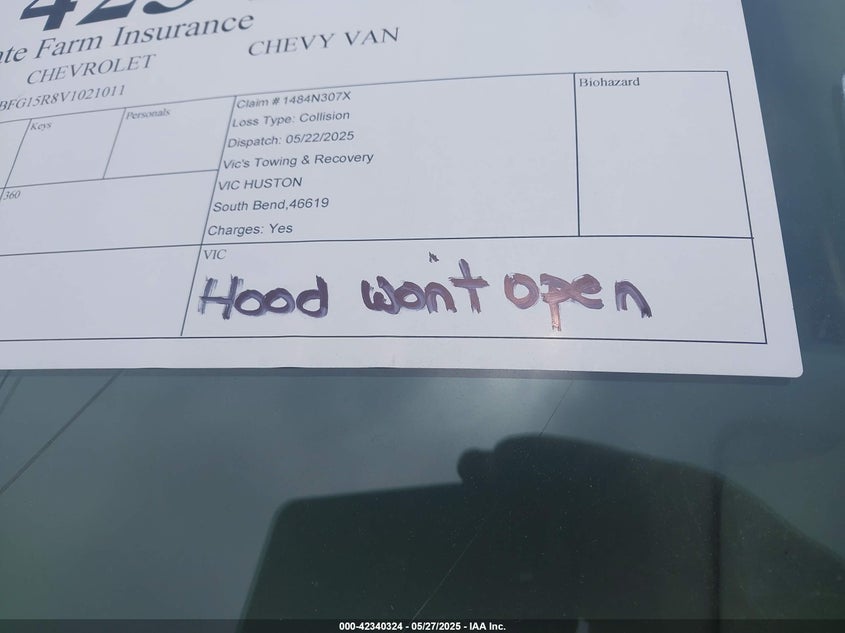 Farm Insurance
CHEVROLET CHEVY VAN
BFG15R8V1021011
Keys
Personals
360
Claim # 1484N307X
Loss Type: Collision
Dispatch: 05/22/2025
Vic's Towing & Recovery
VIC HUSTON
South Bend,46619
Charges: Yes
Biohazard
VIC
Hood won't open
000-42340324 - 05/27/2025 - IAA Inc.